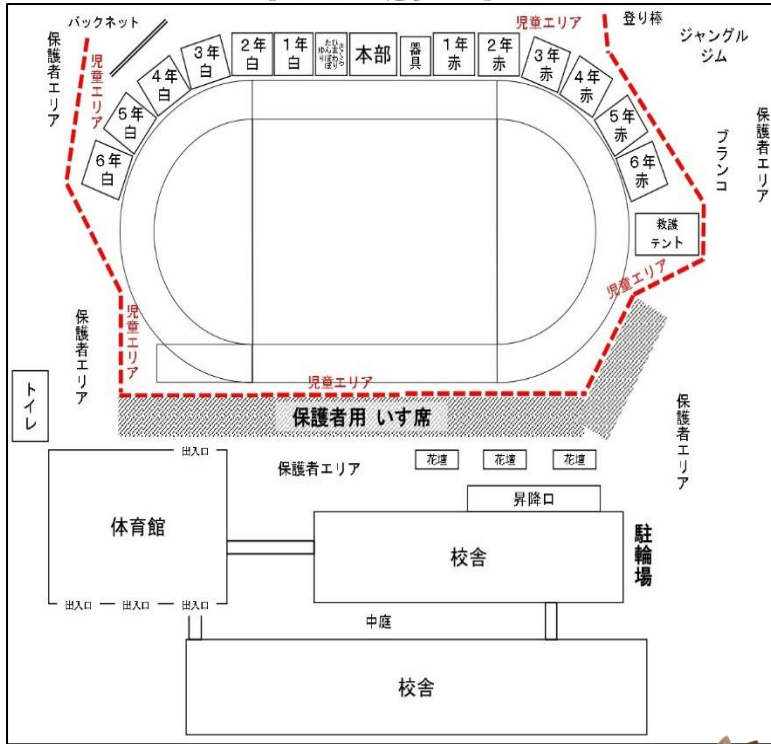 バックネット
児童エリア
登り棒
ジャングル
ジム
保護者エリア
児童エリア
6年
白
5年
白
4年
白
3年
白
2年
白
1年
白
さくら
ひまわり
たんぽぽ
ゆり
本部
器具
1年
赤
2年
赤
3年
赤
4年
赤
5年
赤
6年
赤
ブランコ
保護者エリア
救護
テント
児童エリア
保護者エリア
児童エリア
児童エリア
トイレ
保護者用 いす席
保護者エリア
出入口
保護者エリア
花壇
花壇
花壇
昇降口
体育館
校舎
駐輪場
出入口
出入口
出入口
中庭
校舎